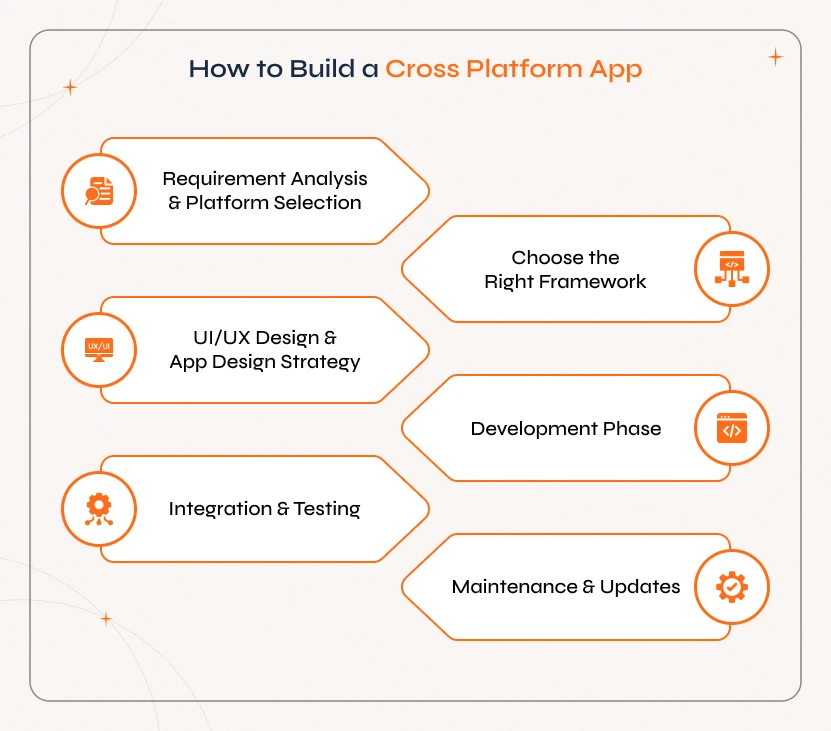 How to Build a Cross Platform App
Requirement Analysis
& Platform Selection
Choose the
Right Framework
</>
UX/UI
UI/UX Design &
App Design Strategy
Development Phase
</>
Integration & Testing
Maintenance & Updates